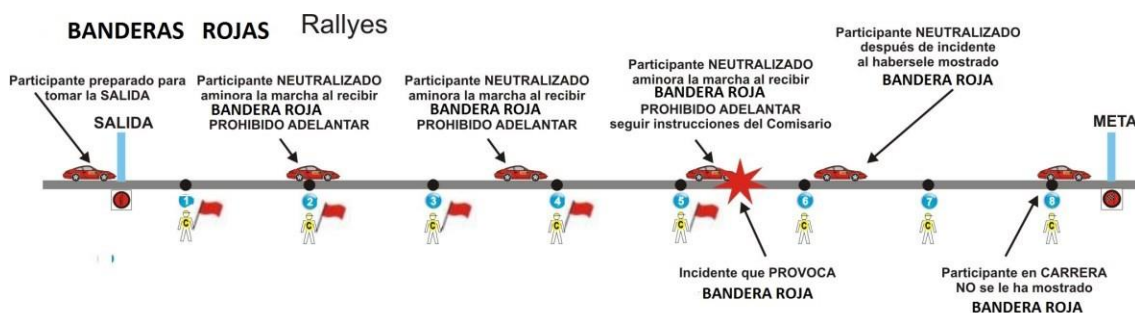 BANDERAS ROJAS Rallyes
Participante preparado para
tomar la SALIDA
SALIDA
Participante NEUTRALIZADO
aminora la marcha al recibir
BANDERA ROJA
PROHIBIDO ADELANTAR
Participante NEUTRALIZADO
aminora la marcha al recibir
BANDERA ROJA
PROHIBIDO ADELANTAR
Participante NEUTRALIZADO
aminora la marcha al recibir
BANDERA ROJA
PROHIBIDO ADELANTAR
seguir instrucciones del Comisario
Participante NEUTRALIZADO
después de incidente
al habersele mostrado
BANDERA ROJA
META
1 2 3 4 5 6 7 8
C C C C C C C C
Incidente que PROVOCA
BANDERA ROJA
Participante en CARRERA
NO se le ha mostrado
BANDERA ROJA